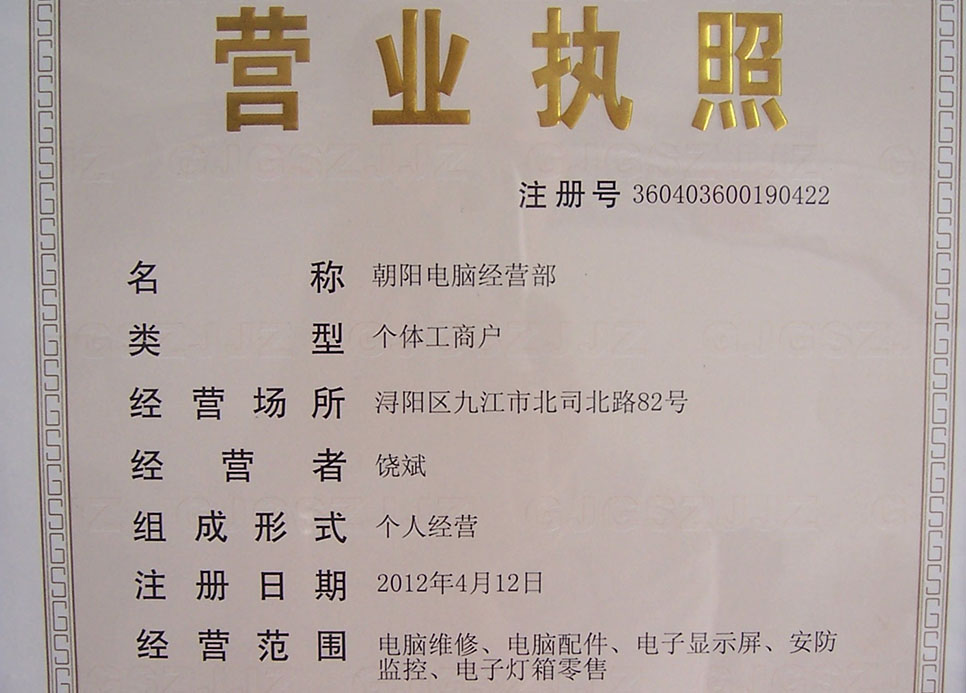 营业执照
注册号 360403600190422
名称 朝阳电脑经营部
类型 个体工商户
经营场所 浔阳区九江市北司北路82号
经营者 饶斌
组成形式 个人经营
注册日期 2012年4月12日
经营范围 电脑维修、电脑配件、电子显示屏、安防
监控、电子灯箱零售